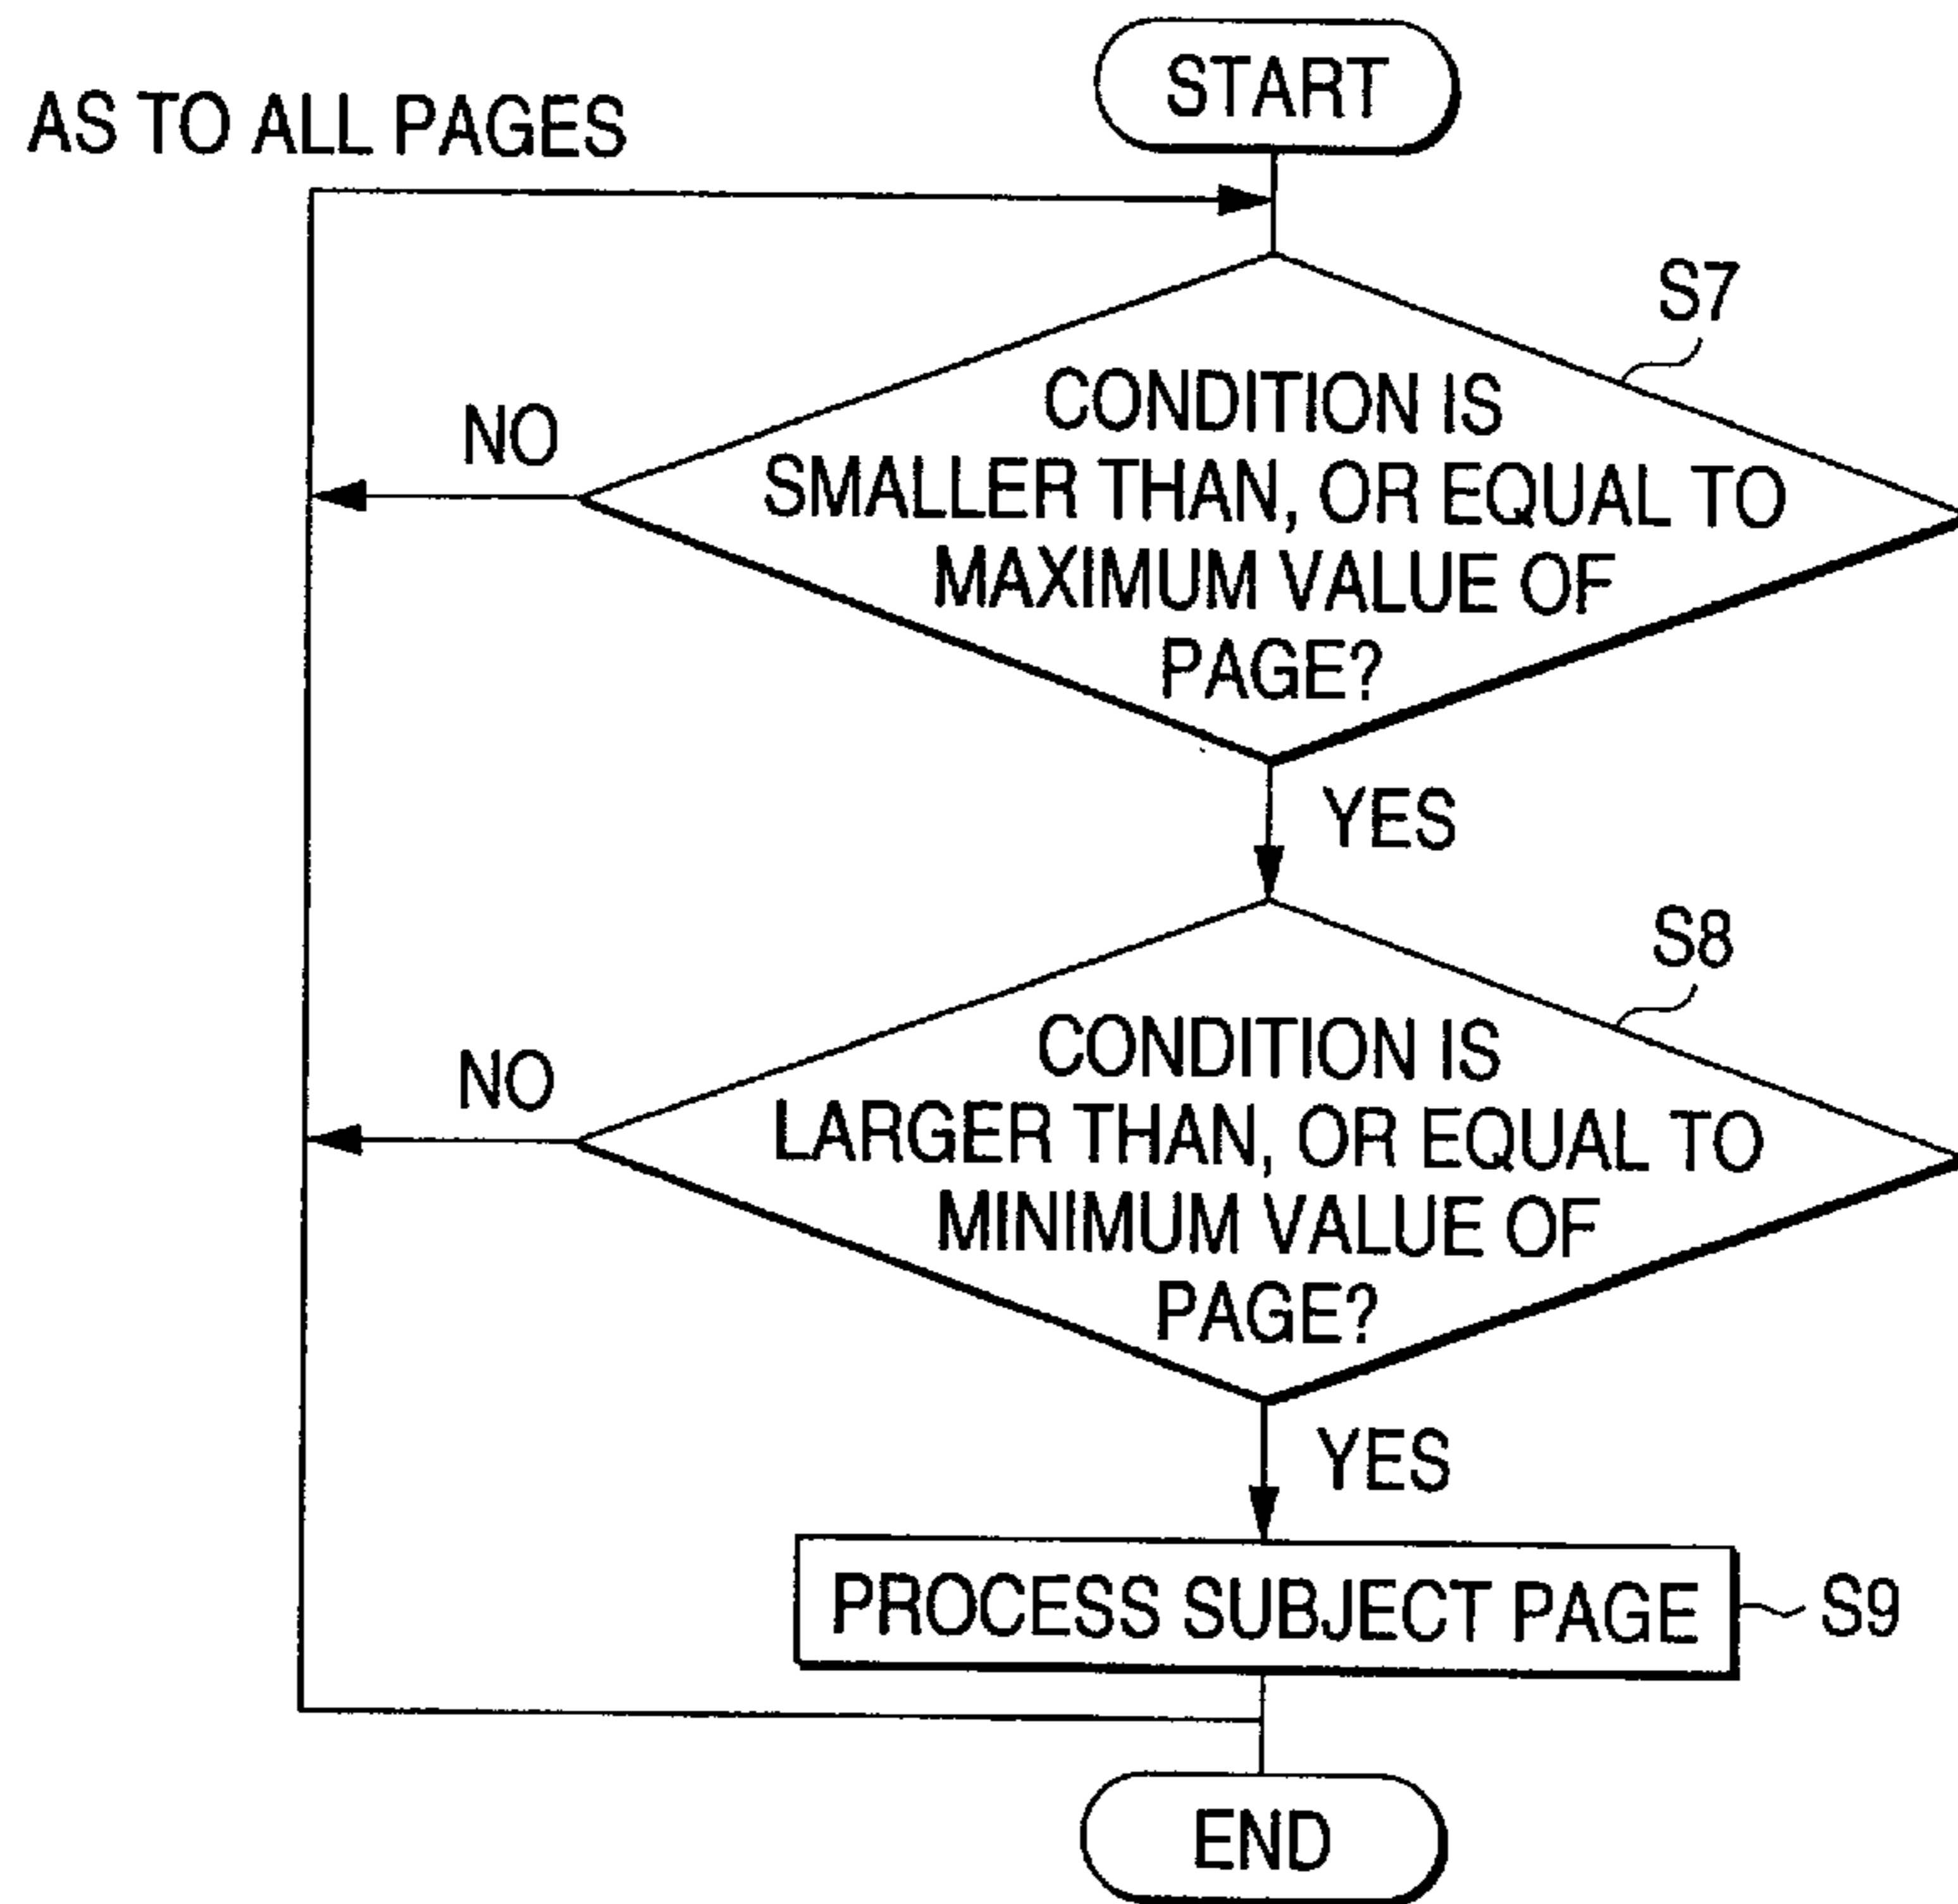 START
AS TO ALL PAGES
S7
CONDITION IS
SMALLER THAN, OR EQUAL TO
MAXIMUM VALUE OF
PAGE?
NO
YES
S8
CONDITION IS
LARGER THAN, OR EQUAL TO
MINIMUM VALUE OF
PAGE?
NO
YES
PROCESS SUBJECT PAGE
S9
END